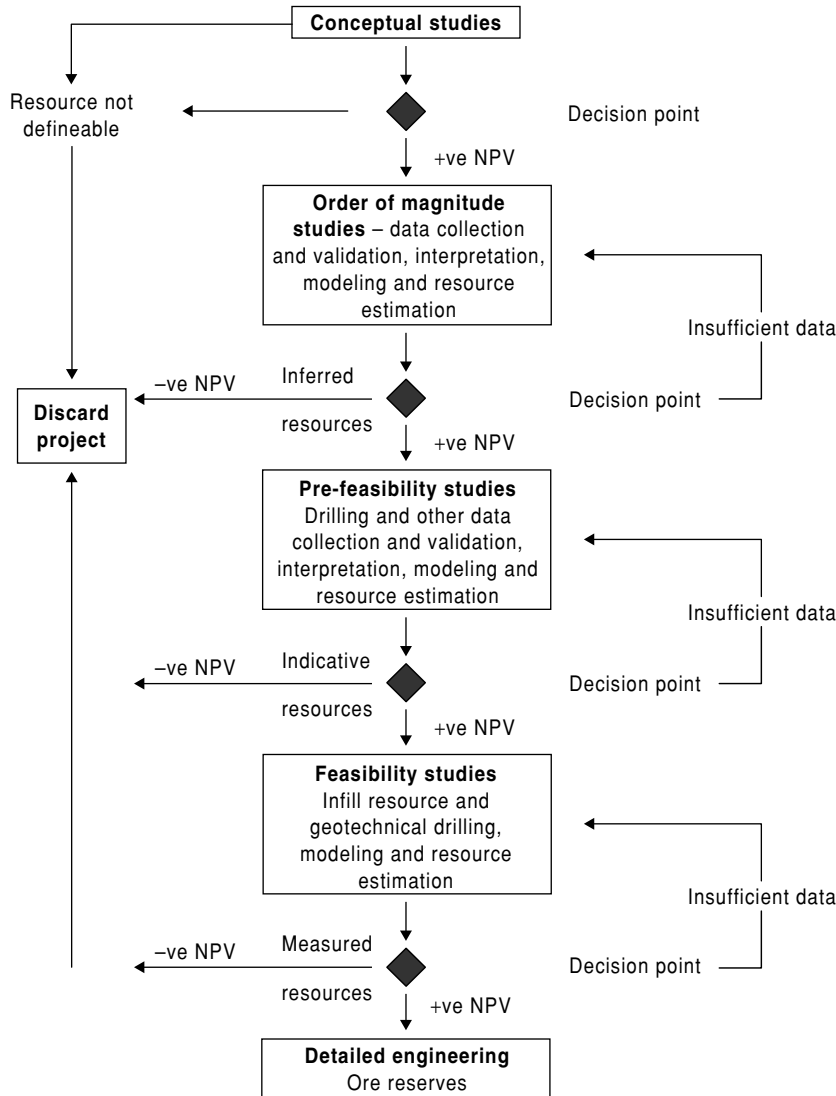 Conceptual studies
Resource not
defineable
Decision point
+ve NPV
Order of magnitude
studies – data collection
and validation, interpretation,
modeling and resource
estimation
Insufficient data
–ve NPV
Inferred
resources
Decision point
Discard
project
+ve NPV
Pre-feasibility studies
Drilling and other data
collection and validation,
interpretation, modeling and
resource estimation
Insufficient data
–ve NPV
Indicative
resources
Decision point
+ve NPV
Feasibility studies
Infill resource and
geotechnical drilling,
modeling and resource
estimation
Insufficient data
–ve NPV
Measured
resources
Decision point
+ve NPV
Detailed engineering
Ore reserves